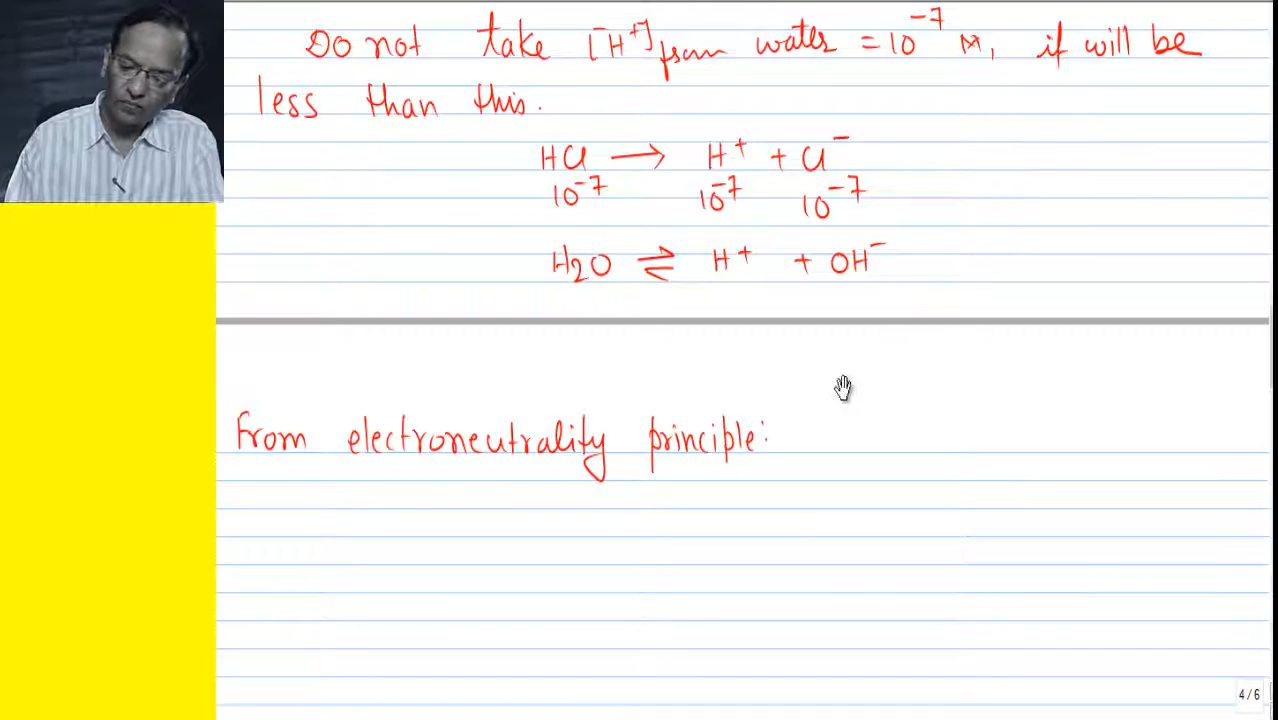 Do not take [H⁺] from water = 10⁻⁷ M, if will be
less than this.
HCl → H⁺ + Cl⁻
10⁻⁷ 10⁻⁷ 10⁻⁷
H₂O ⇌ H⁺ + OH⁻
From electroneutrality principle:
4/6